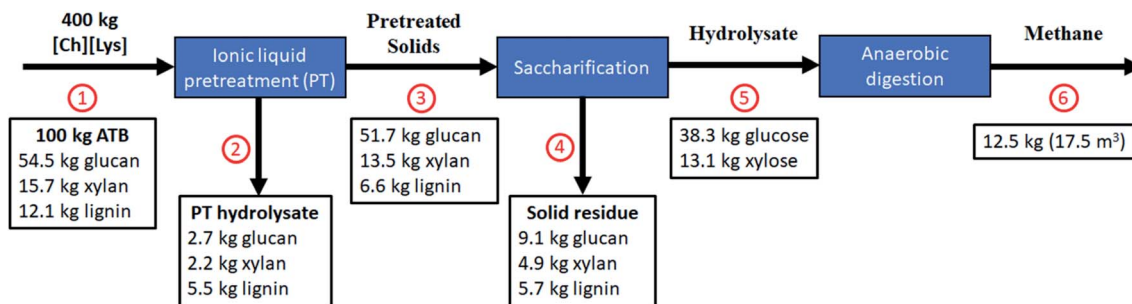 400 kg
[Ch][Lys]
Ionic liquid
pretreatment (PT)
Pretreated
Solids
Saccharification
Hydrolysate
Anaerobic
digestion
Methane
1
100 kg ATB
54.5 kg glucan
15.7 kg xylan
12.1 kg lignin
2
PT hydrolysate
2.7 kg glucan
2.2 kg xylan
5.5 kg lignin
3
51.7 kg glucan
13.5 kg xylan
6.6 kg lignin
4
Solid residue
9.1 kg glucan
4.9 kg xylan
5.7 kg lignin
5
38.3 kg glucose
13.1 kg xylose
6
12.5 kg (17.5 m³)